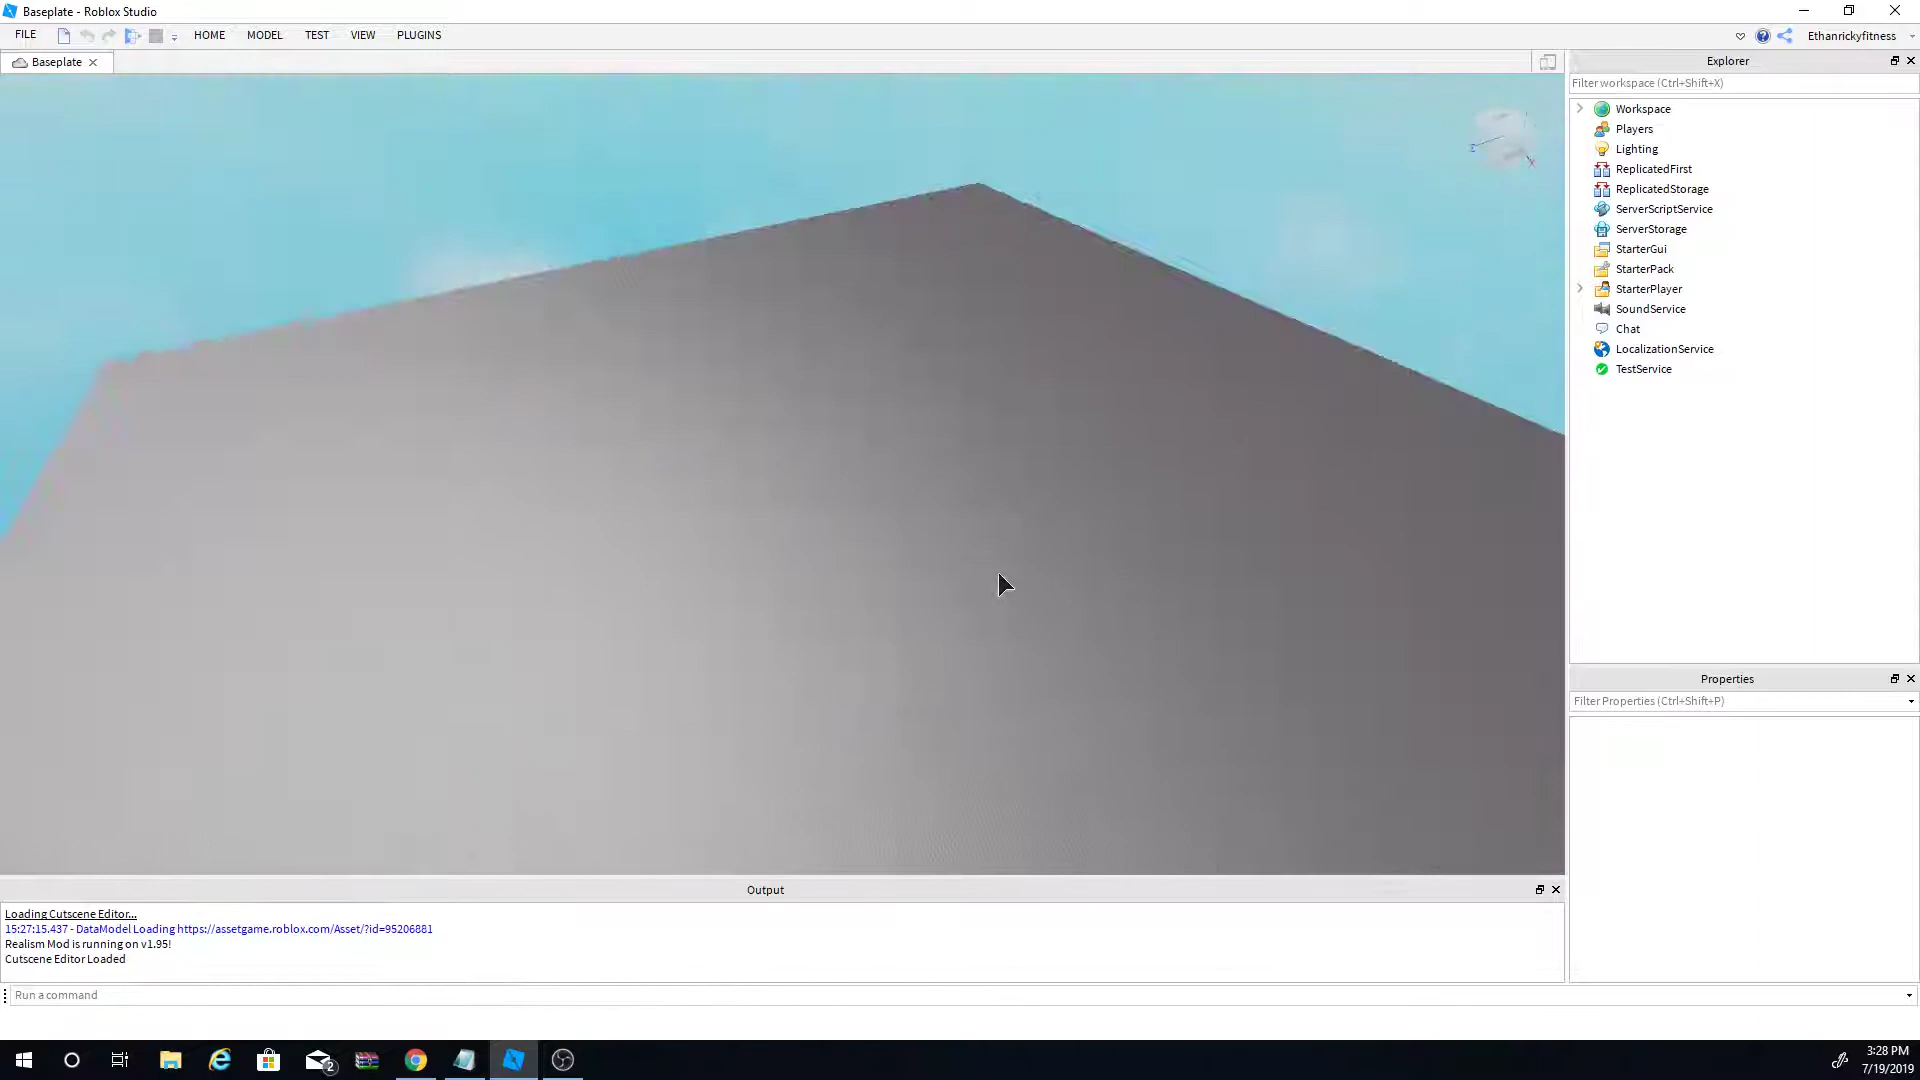 Baseplate - Roblox Studio
FILE
HOME
MODEL
TEST
VIEW
PLUGINS
Ethanrickyfitness
Baseplate
Explorer
Filter workspace (Ctrl+Shift+X)
Workspace
Players
Lighting
ReplicatedFirst
ReplicatedStorage
ServerScriptService
ServerStorage
StarterGui
StarterPack
StarterPlayer
SoundService
Chat
LocalizationService
TestService
Properties
Filter Properties (Ctrl+Shift+P)
Output
Loading Cutscene Editor...
15:27:15.437 - DataModel Loading https://assetgame.roblox.com/Asset/?id=95206881
Realism Mod is running on v1.95!
Cutscene Editor Loaded
Run a command
2
3:28 PM
7/19/2019